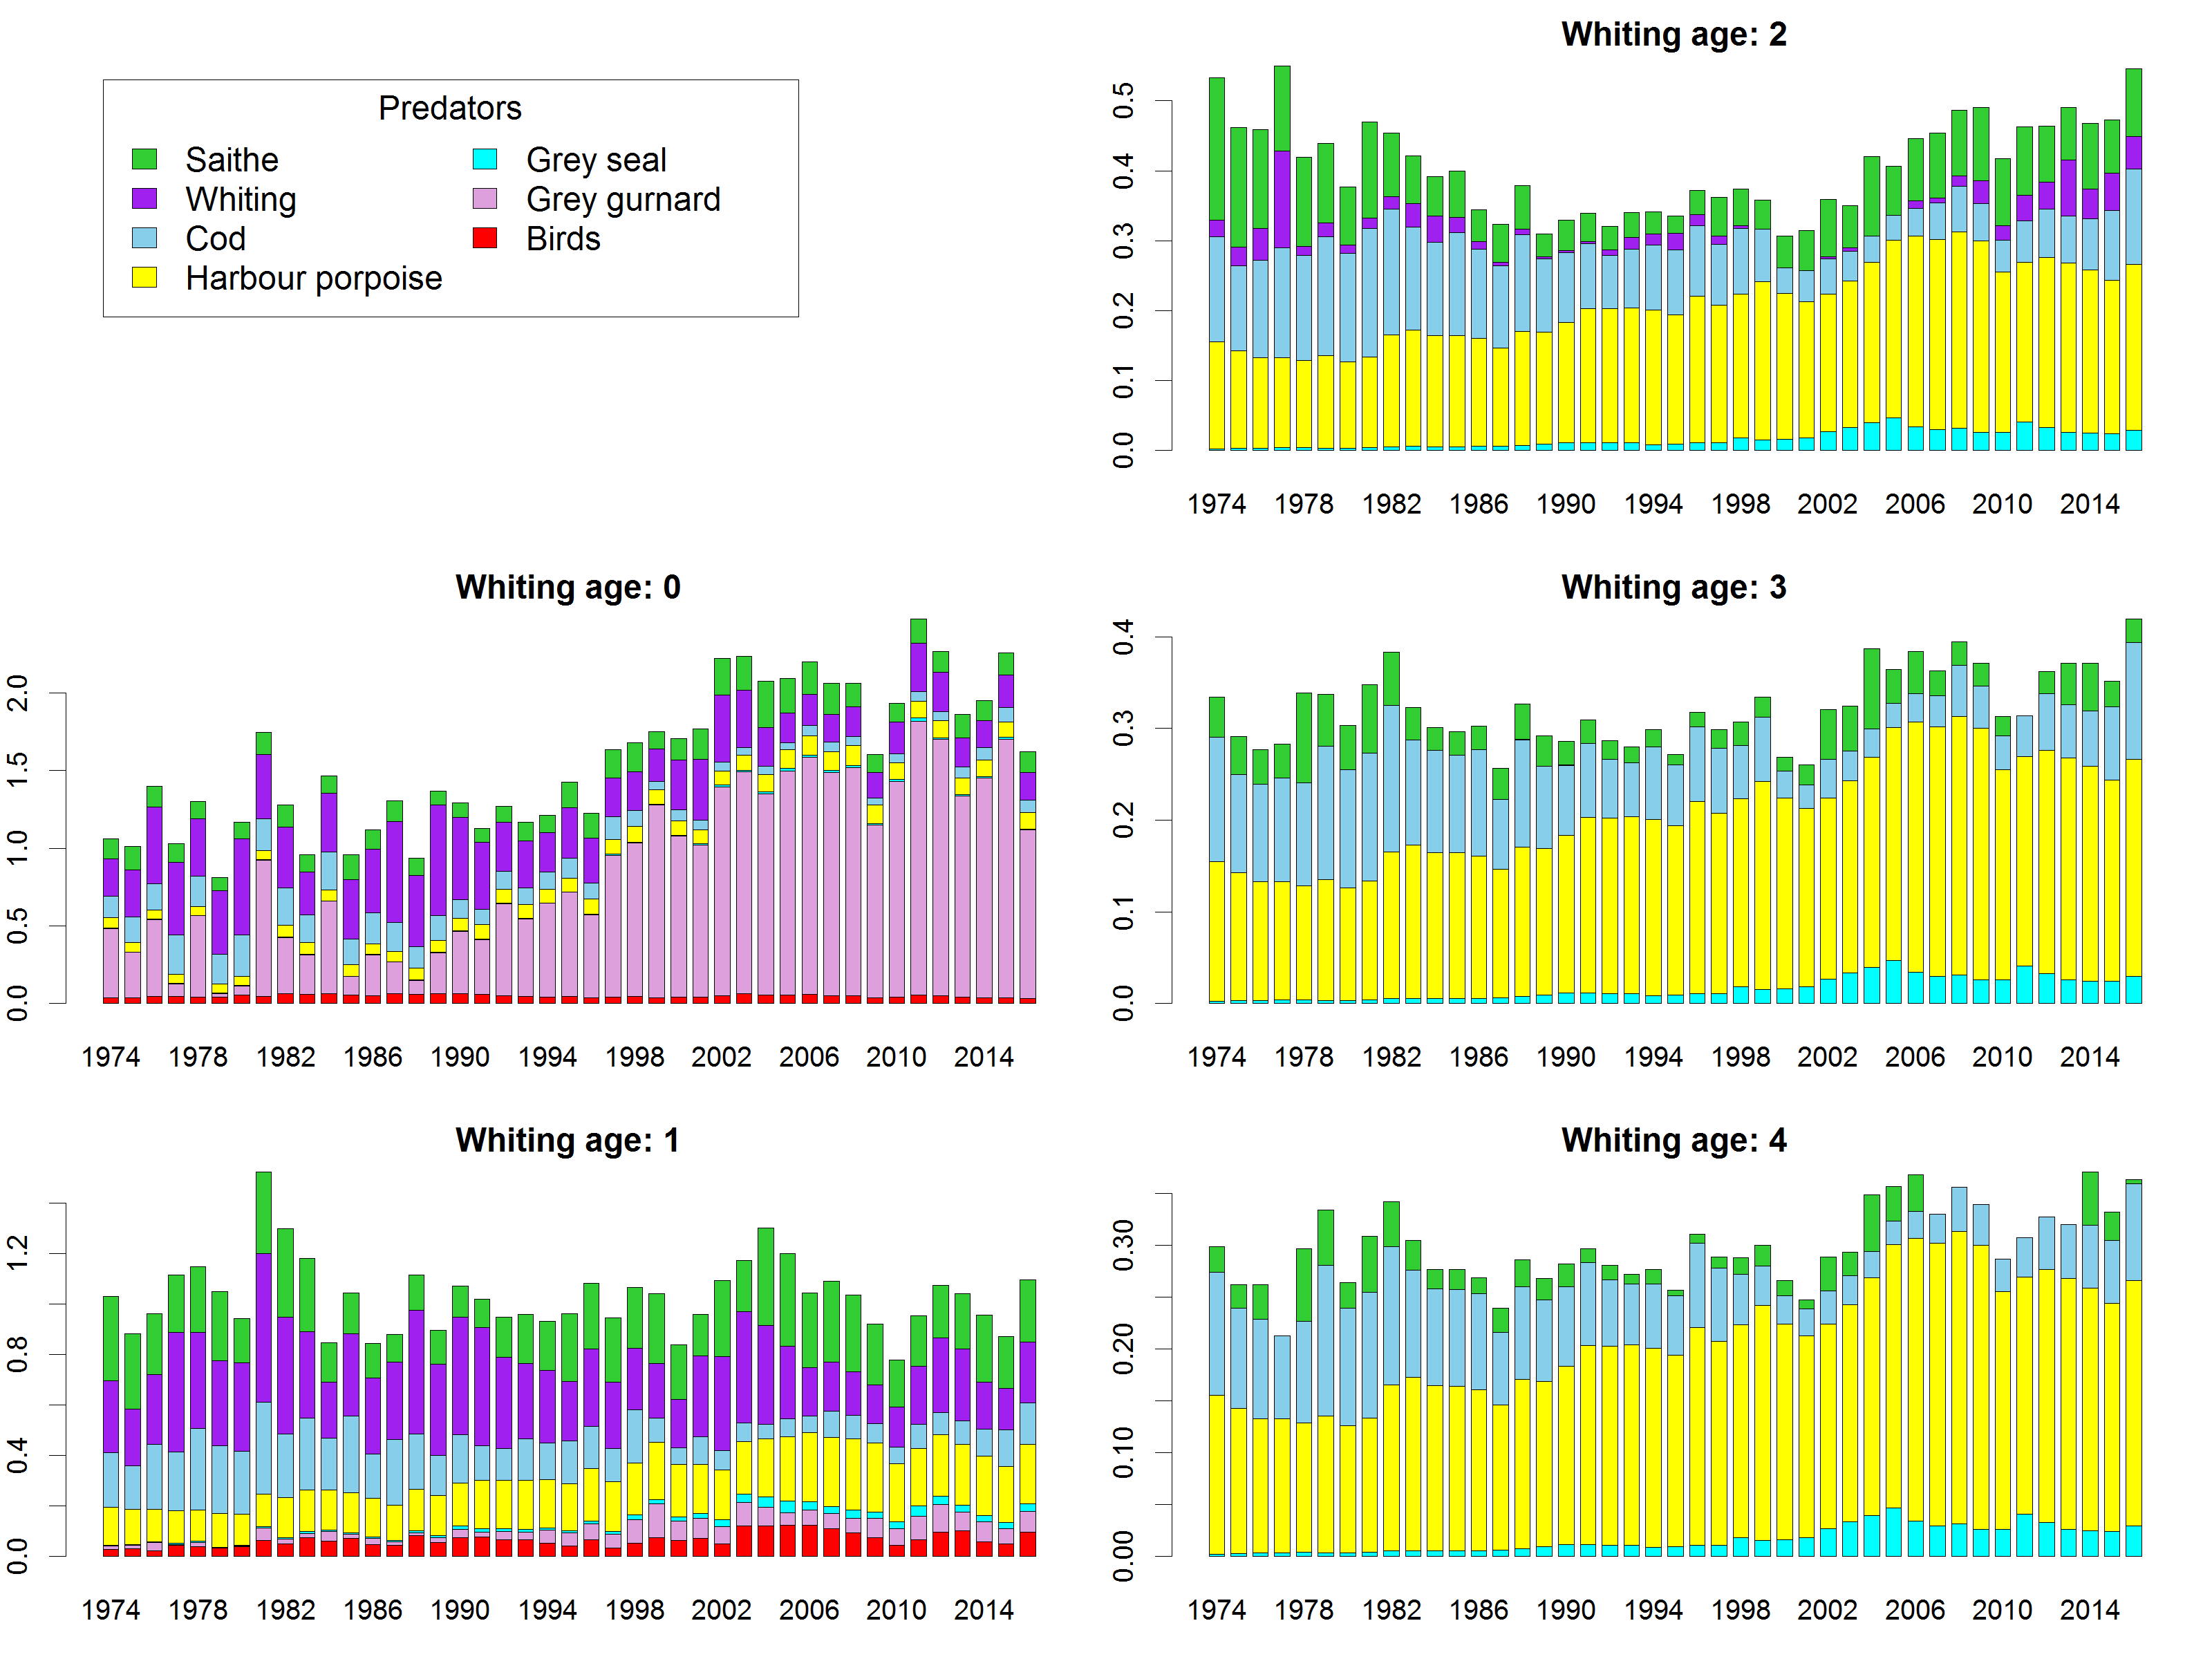 Predators
Saithe Grey seal
Whiting Grey gurnard
Cod Birds
Harbour porpoise
Whiting age: 2
0.0 0.1 0.2 0.3 0.4 0.5
1974 1978 1982 1986 1990 1994 1998 2002 2006 2010 2014
Whiting age: 0
0.0 0.5 1.0 1.5 2.0
1974 1978 1982 1986 1990 1994 1998 2002 2006 2010 2014
Whiting age: 3
0.0 0.1 0.2 0.3 0.4
1974 1978 1982 1986 1990 1994 1998 2002 2006 2010 2014
Whiting age: 1
0.0 0.4 0.8 1.2
1974 1978 1982 1986 1990 1994 1998 2002 2006 2010 2014
Whiting age: 4
0.00 0.10 0.20 0.30
1974 1978 1982 1986 1990 1994 1998 2002 2006 2010 2014